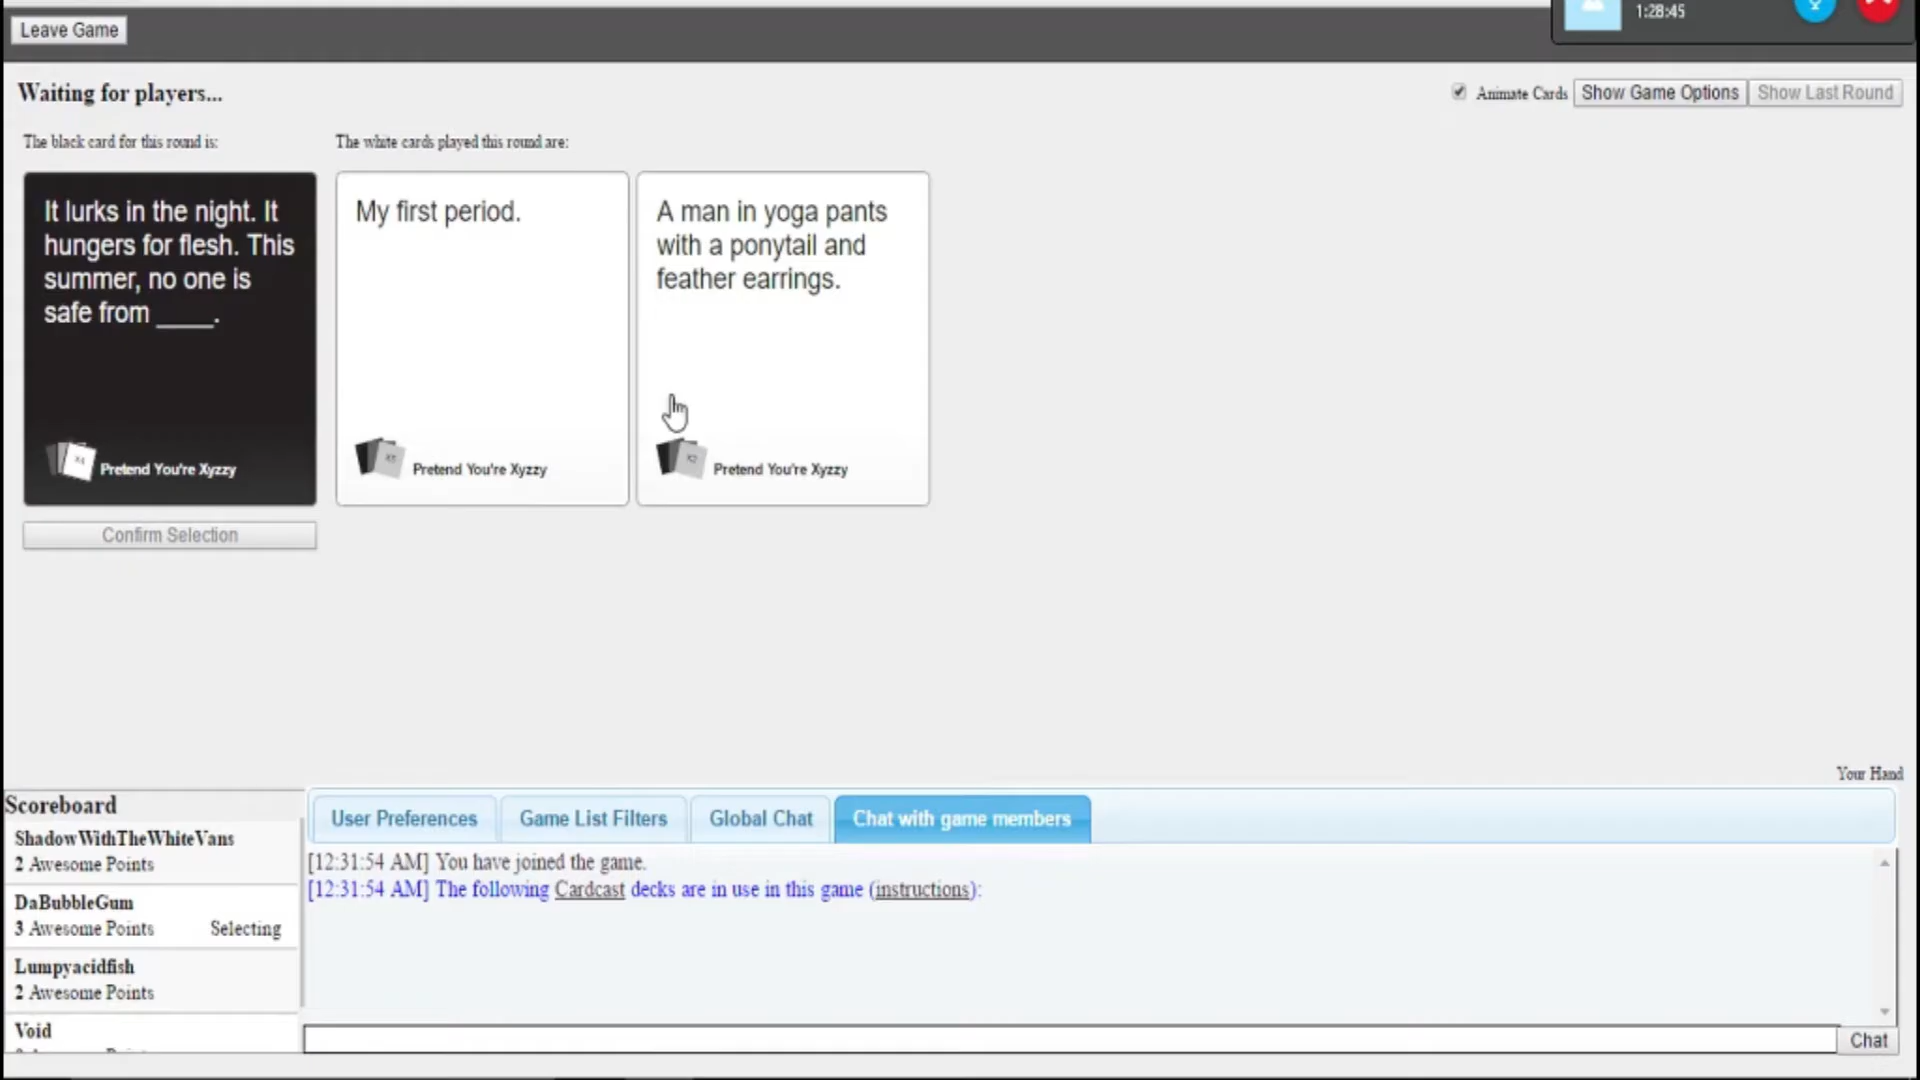 Leave Game
1:28:45
Waiting for players...
Animate Cards
Show Game Options
Show Last Round
The black card for this round is:
The white cards played this round are:
It lurks in the night. It
hungers for flesh. This
summer, no one is
safe from ____.
Pretend You're Xyzzy
My first period.
Pretend You're Xyzzy
A man in yoga pants
with a ponytail and
feather earrings.
Pretend You're Xyzzy
Confirm Selection
Your Hand
Scoreboard
ShadowWithTheWhiteVans
2 Awesome Points
DaBubbleGum
3 Awesome Points
Selecting
Lumpyacidfish
2 Awesome Points
Void
User Preferences
Game List Filters
Global Chat
Chat with game members
[12:31:54 AM] You have joined the game.
[12:31:54 AM] The following Cardcast decks are in use in this game (instructions):
Chat